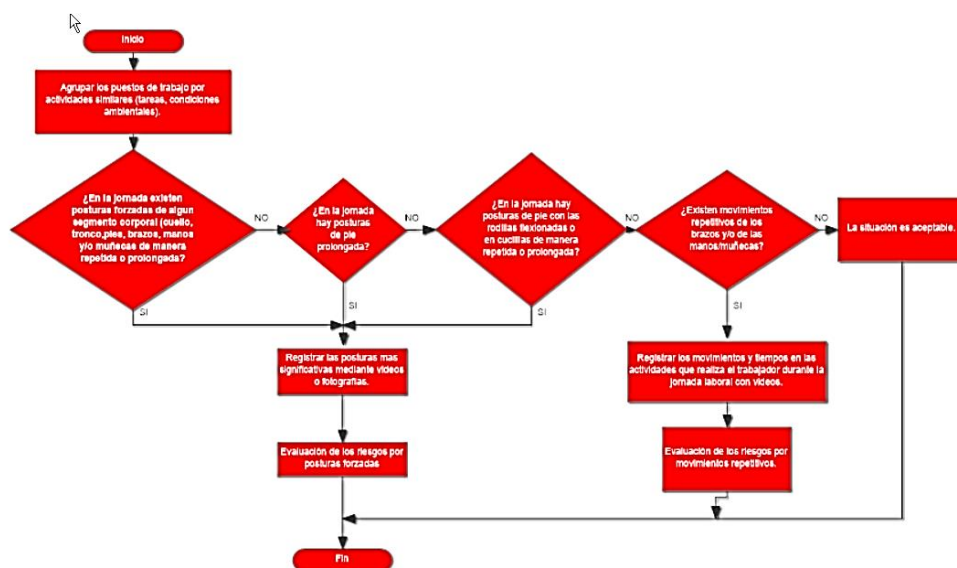 Inicio
Agrupar los puestos de trabajo por
actividades similares (tareas, condiciones
ambientales).
¿En la jornada existen
posturas forzadas de algun
segmento corporal (cuello,
tronco,pies, brazos, manos
y/o muñecas de manera
repetida o prolongada?
NO
SI
¿En la jornada
hay posturas
de pie
prolongada?
NO
SI
¿En la jornada hay
posturas de pie con las
rodillas flexionadas o
en cuclillas de manera
repetida o prolongada?
NO
SI
¿Existen movimientos
repetitivos de los
brazos y/o de las
manos/muñecas?
NO
SI
La situación es aceptable.
Registrar las posturas mas
significativas mediante videos
o fotografias.
Evaluación de los riesgos por
posturas forzadas
Registrar los movimientos y tiempos en las
actividades que realiza el trabajador durante la
jornada laboral con videos.
Evaluación de los riesgos por
movimientos repetitivos.
Fin